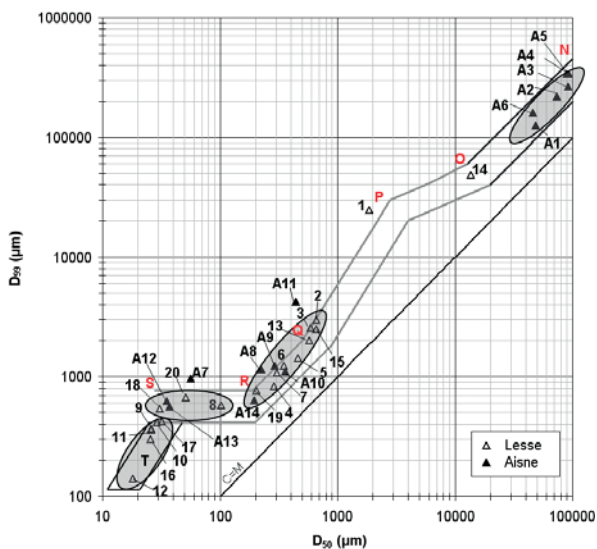 1000000
A5
N
A4
A3
A2
A6
100000
A1
O
14
P
1
10000
D99 (µm)
A11
2
3
13
Q
A9
A8
6
15
A12
A7
R
5
1000
S
20
A10
18
8
7
A14
4
9
19
A13
11
17
10
T
16
12
C=M
△ Lesse
▲ Aisne
100
10
100
1000
10000
100000
D50 (µm)